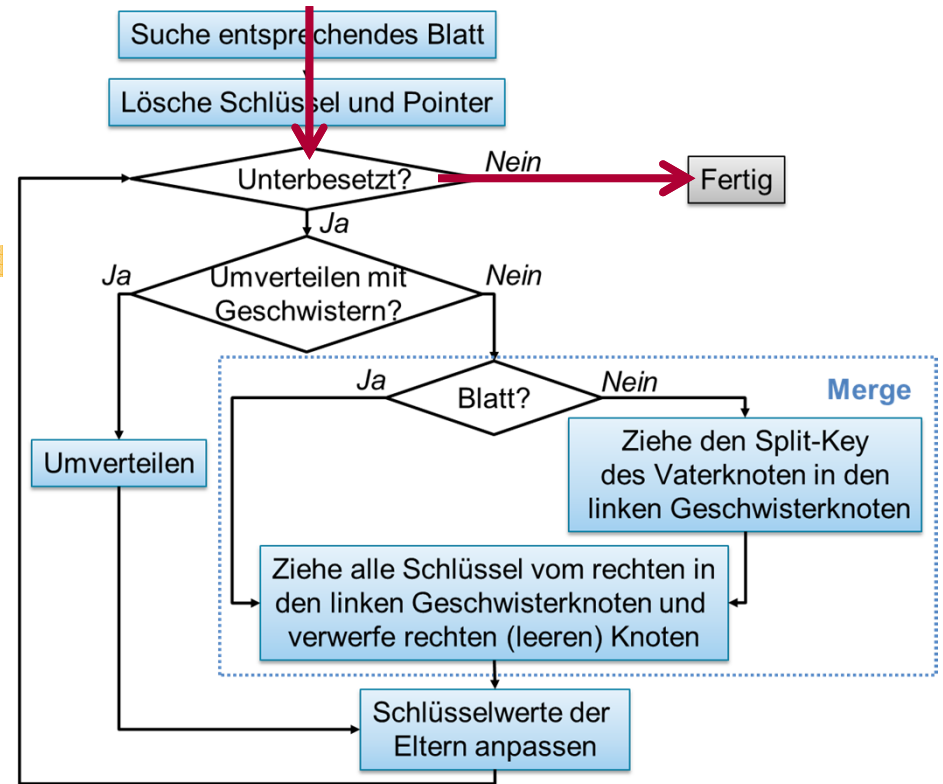 Suche entsprechendes Blatt
Lösche Schlüssel und Pointer
Unterbesetzt?
Nein
Fertig
Ja
Ja
Umverteilen mit
Geschwistern?
Nein
Ja
Blatt?
Nein
Merge
Umverteilen
Ziehe den Split-Key
des Vaterknoten in den
linken Geschwisterknoten
Ziehe alle Schlüssel vom rechten in
den linken Geschwisterknoten und
verwerfe rechten (leeren) Knoten
Schlüsselwerte der
Eltern anpassen